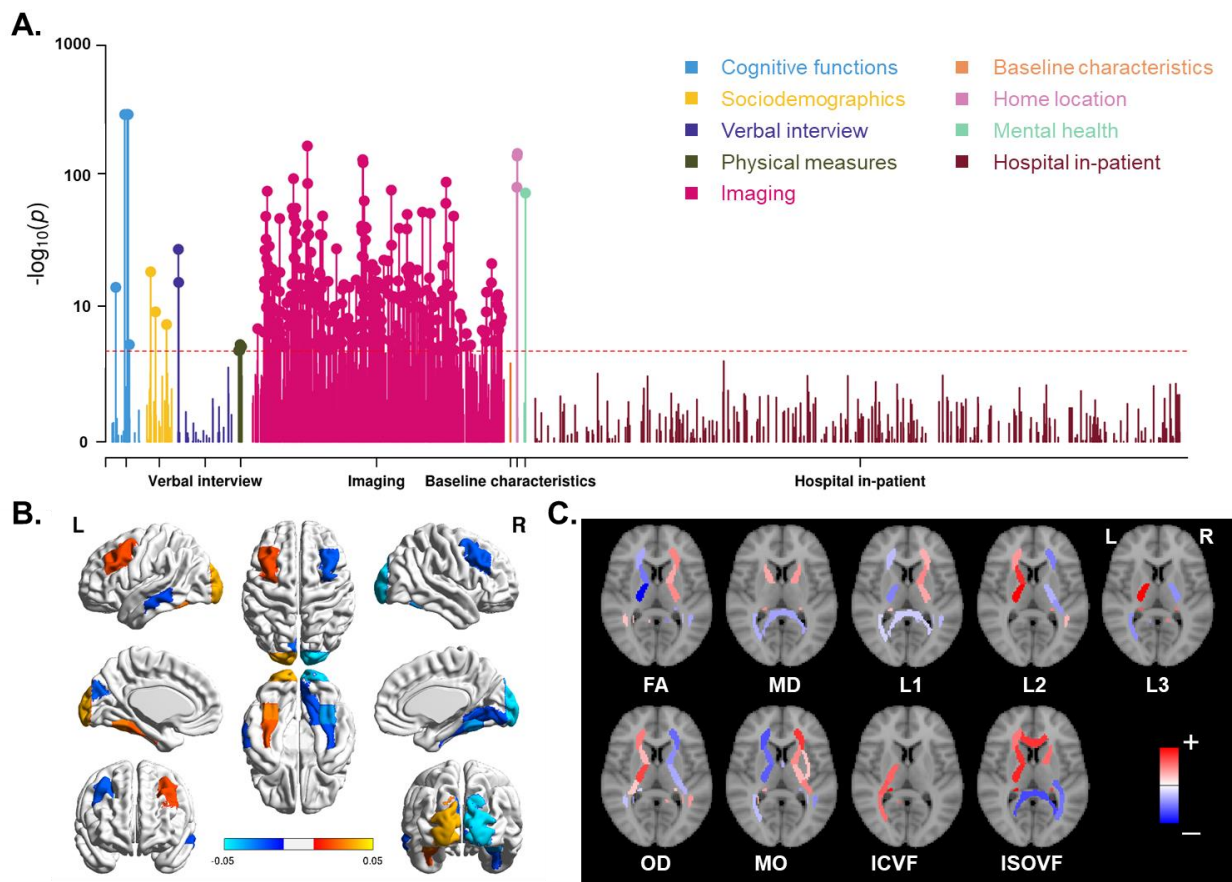 A.
1000
100
10
0
-log10(p)
Cognitive functions
Sociodemographics
Verbal interview
Physical measures
Imaging
Baseline characteristics
Home location
Mental health
Hospital in-patient
Verbal interview Imaging Baseline characteristics Hospital in-patient
B. L R
-0.05 0.05
C.
L R
FA MD L1 L2 L3
OD MO ICVF ISOVF
+
−